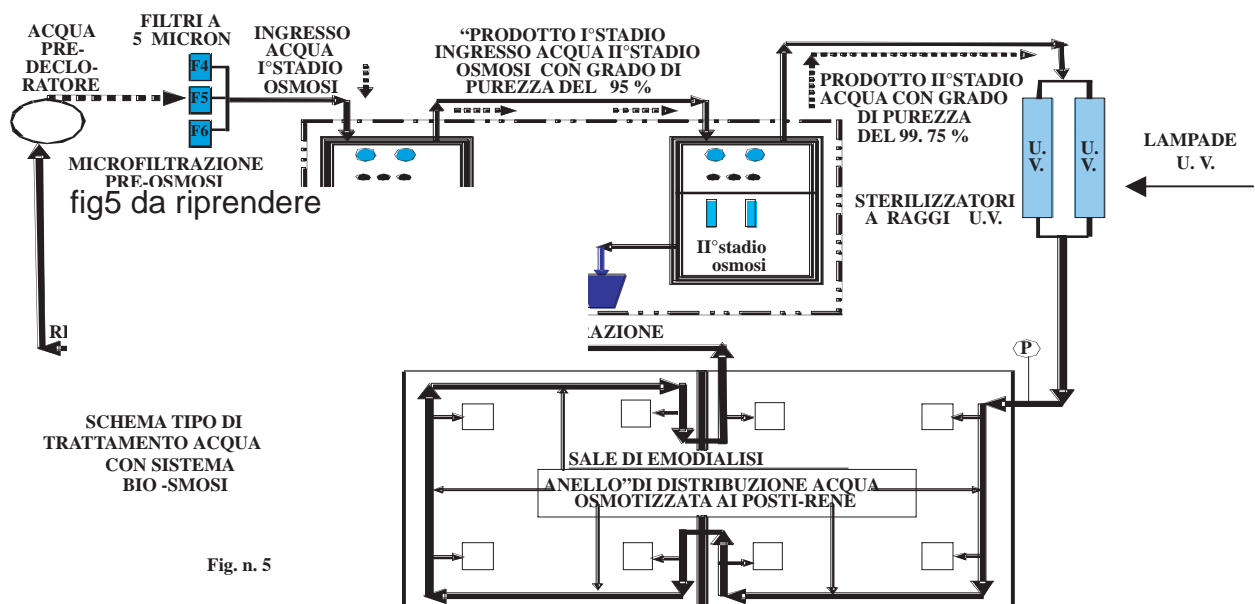 ACQUA
PRE-
DECLO-
RATORE
FILTRI A
5 MICRON
F4
F5
F6
MICROFILTRAZIONE
PRE-OSMOSI
INGRESSO
ACQUA
I°STADIO
OSMOSI
“PRODOTTO I°STADIO
INGRESSO ACQUA II°STADIO
OSMOSI CON GRADO DI
PUREZZA DEL 95 %
PRODOTTO II°STADIO
ACQUA CON GRADO
DI PUREZZA
DEL 99. 75 %
U.
V.
U.
V.
LAMPADE
U. V.
STERILIZZATORI
A RAGGI U.V.
fig5 da riprendere
II°stadio
osmosi
AZIONE
P
SCHEMA TIPO DI
TRATTAMENTO ACQUA
CON SISTEMA
BIO -SMOSI
SALE DI EMODIALISI
ANELLO”DI DISTRIBUZIONE ACQUA
OSMOTIZZATA AI POSTI-RENE
Fig. n. 5